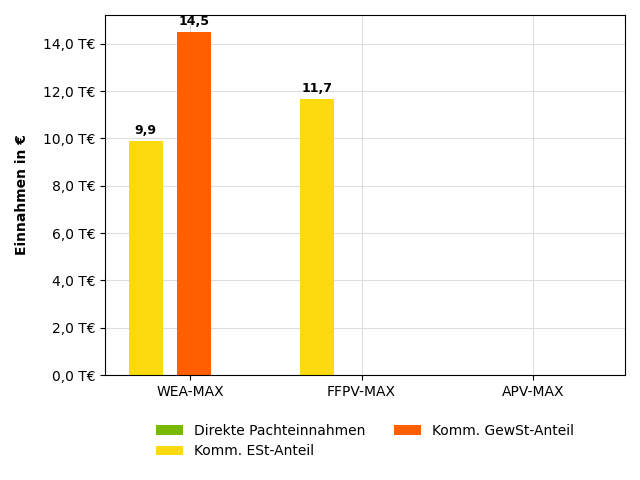 14,5
14,0 T€
12,0 T€
11,7
10,0 T€
9,9
8,0 T€
6,0 T€
4,0 T€
2,0 T€
0,0 T€
Einnahmen in €
WEA-MAX
FFPV-MAX
APV-MAX
Direkte Pachteinnahmen
Komm. ESt-Anteil
Komm. GewSt-Anteil